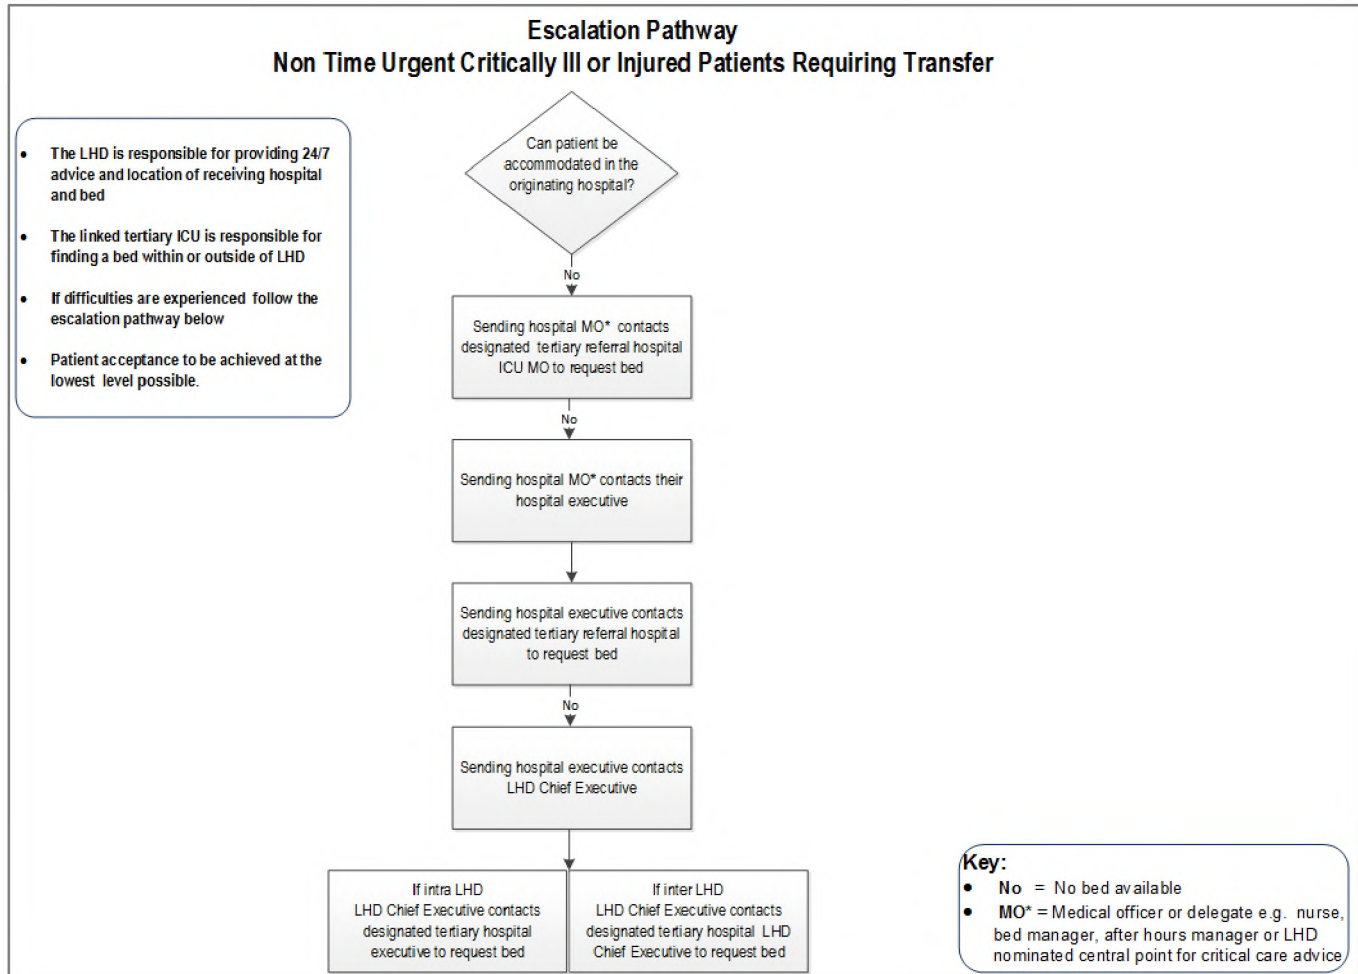 Escalation Pathway
Non Time Urgent Critically Ill or Injured Patients Requiring Transfer
• The LHD is responsible for providing 24/7
advice and location of receiving hospital
and bed
• The linked tertiary ICU is responsible for
finding a bed within or outside of LHD
• If difficulties are experienced follow the
escalation pathway below
• Patient acceptance to be achieved at the
lowest level possible.
Can patient be
accommodated in the
originating hospital?
No
Sending hospital MO* contacts
designated tertiary referral hospital
ICU MO to request bed
No
Sending hospital MO* contacts their
hospital executive
Sending hospital executive contacts
designated tertiary referral hospital
to request bed
No
Sending hospital executive contacts
LHD Chief Executive
If intra LHD
LHD Chief Executive contacts
designated tertiary hospital
executive to request bed
If inter LHD
LHD Chief Executive contacts
designated tertiary hospital LHD
Chief Executive to request bed
Key:
• No = No bed available
• MO* = Medical officer or delegate e.g. nurse,
bed manager, after hours manager or LHD
nominated central point for critical care advice